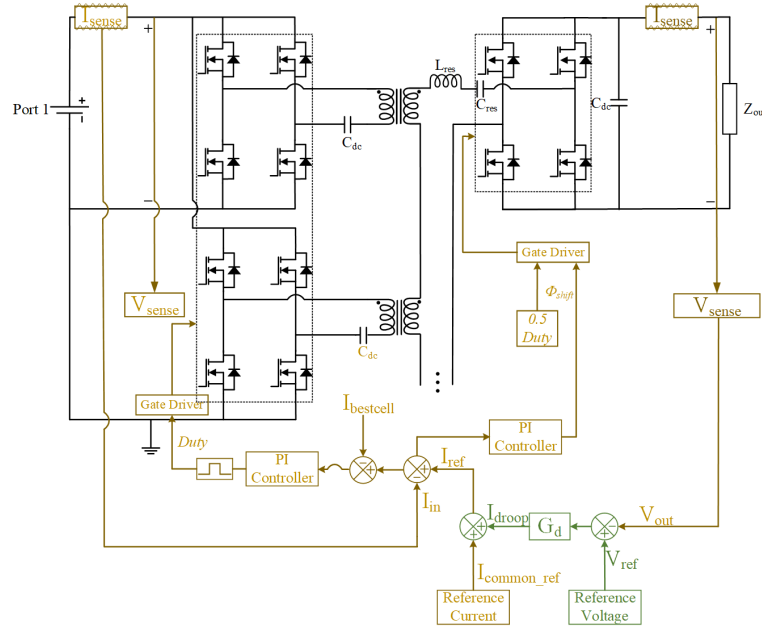 Isense
Isense
+
+
Lres
Port 1
+
-
Cres
Cdc
Zou
Cdc
−
−
Gate Driver
Vsense
Φshift
0.5
Duty
Vsense
Cdc
Gate Driver
Ibestcell
Duty
PI
Controller
PI
Controller
Iref
Iin
Idroop
Gd
Vout
Vref
Icommon_ref
Reference
Current
Reference
Voltage